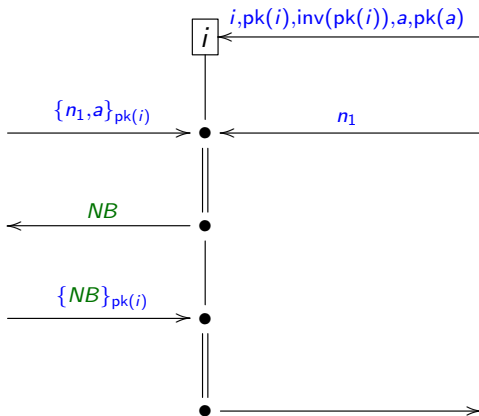 i,pk(i),inv(pk(i)),a,pk(a)
i
{n₁,a}ₚₖ₍ᵢ₎
n₁
NB
{NB}ₚₖ₍ᵢ₎